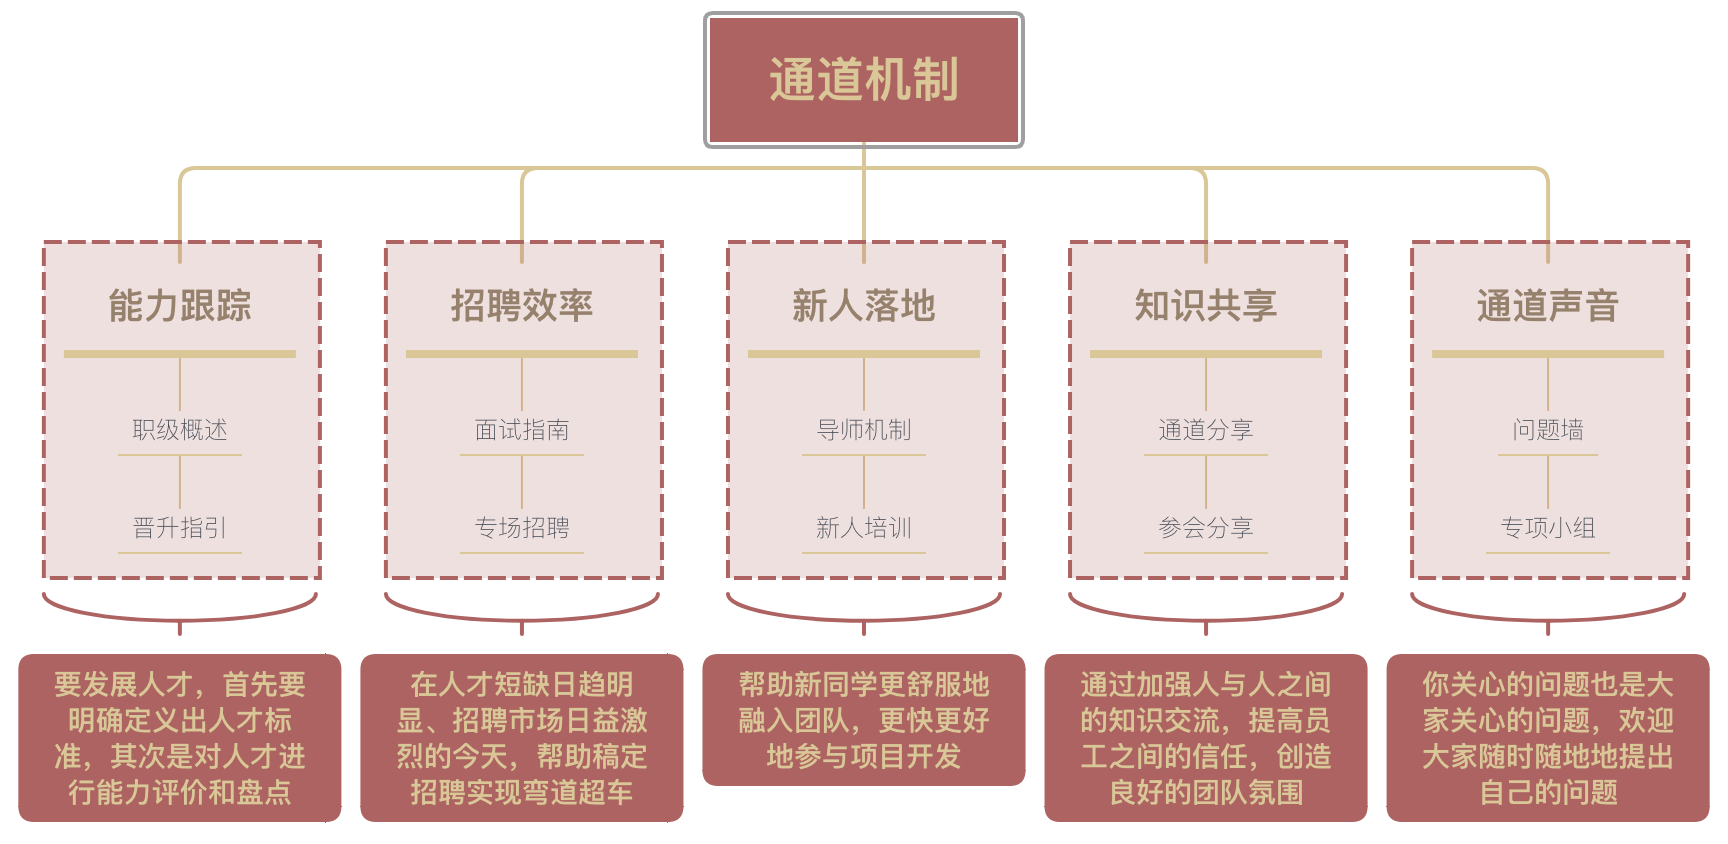 通道机制
能力跟踪
职级概述
晋升指引
要发展人才，首先要
明确定义出人才标
准，其次是对人才进
行能力评价和盘点
招聘效率
面试指南
专场招聘
在人才短缺日趋明
显、招聘市场日益激
烈的今天，帮助稿定
招聘实现弯道超车
新人落地
导师机制
新人培训
帮助新同学更舒服地
融入团队，更快更好
地参与项目开发
知识共享
通道分享
参会分享
通过加强人与人之间
的知识交流，提高员
工之间的信任，创造
良好的团队氛围
通道声音
问题墙
专项小组
你关心的问题也是大
家关心的问题，欢迎
大家随时随地地提出
自己的问题